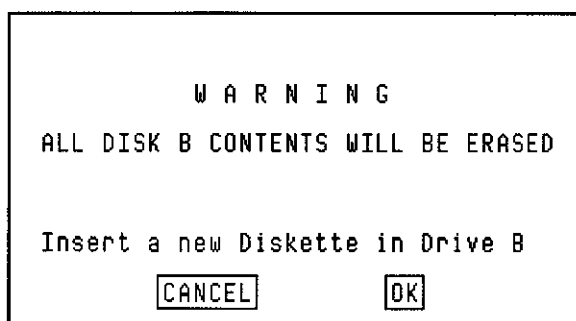 W A R N I N G
ALL DISK B CONTENTS WILL BE ERASED
Insert a new Diskette in Drive B
CANCEL OK